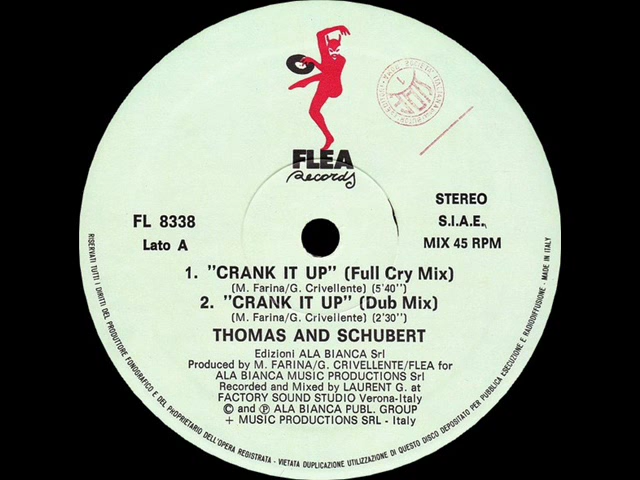 FLEA
Records
STEREO
FL 8338
S.I.A.E.
Lato A
MIX 45 RPM
1. "CRANK IT UP" (Full Cry Mix)
(M. Farina/G. Crivellente) (5'40'')
2. "CRANK IT UP" (Dub Mix)
(M. Farina/G. Crivellente) (2'30'')
THOMAS AND SCHUBERT
Edizioni ALA BIANCA Srl
Produced by M. FARINA/G. CRIVELLENTE/FLEA for
ALA BIANCA MUSIC PRODUCTIONS Srl
Recorded and Mixed by LAURENT G. at
FACTORY SOUND STUDIO Verona-Italy
© and ℗ ALA BIANCA PUBL. GROUP
+ MUSIC PRODUCTIONS SRL - Italy
RISERVATI TUTTI I DIRITTI DEL PRODUTTORE FONOGRAFICO E DEL PROPRIETARIO DELL'OPERA REGISTRATA - VIETATA DUPLICAZIONE UTILIZZAZIONE DI QUESTO DISCO DEPOSITATO PER PUBBLICA ESECUZIONE E RADIODIFFUSIONE - MADE IN ITALY